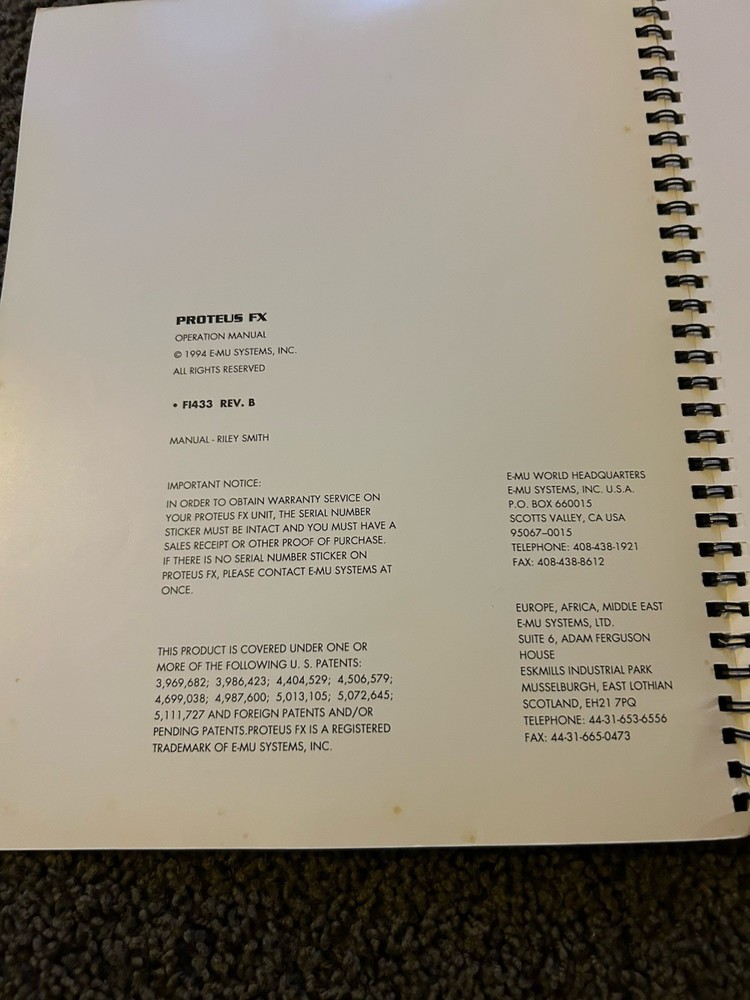 PROTEUS FX
OPERATION MANUAL
© 1994 E-MU SYSTEMS, INC.
ALL RIGHTS RESERVED
• FI433 REV. B
MANUAL - RILEY SMITH
IMPORTANT NOTICE:
IN ORDER TO OBTAIN WARRANTY SERVICE ON
YOUR PROTEUS FX UNIT, THE SERIAL NUMBER
STICKER MUST BE INTACT AND YOU MUST HAVE A
SALES RECEIPT OR OTHER PROOF OF PURCHASE.
IF THERE IS NO SERIAL NUMBER STICKER ON
PROTEUS FX, PLEASE CONTACT E-MU SYSTEMS AT
ONCE.
THIS PRODUCT IS COVERED UNDER ONE OR
MORE OF THE FOLLOWING U. S. PATENTS:
3,969,682; 3,986,423; 4,404,529; 4,506,579;
4,699,038; 4,987,600; 5,013,105; 5,072,645;
5,111,727 AND FOREIGN PATENTS AND/OR
PENDING PATENTS.PROTEUS FX IS A REGISTERED
TRADEMARK OF E-MU SYSTEMS, INC.
E-MU WORLD HEADQUARTERS
E-MU SYSTEMS, INC. U.S.A.
P.O. BOX 660015
SCOTTS VALLEY, CA USA
95067–0015
TELEPHONE: 408-438-1921
FAX: 408-438-8612
EUROPE, AFRICA, MIDDLE EAST
E-MU SYSTEMS, LTD.
SUITE 6, ADAM FERGUSON
HOUSE
ESKMILLS INDUSTRIAL PARK
MUSSELBURGH, EAST LOTHIAN
SCOTLAND, EH21 7PQ
TELEPHONE: 44-31-653-6556
FAX: 44-31-665-0473